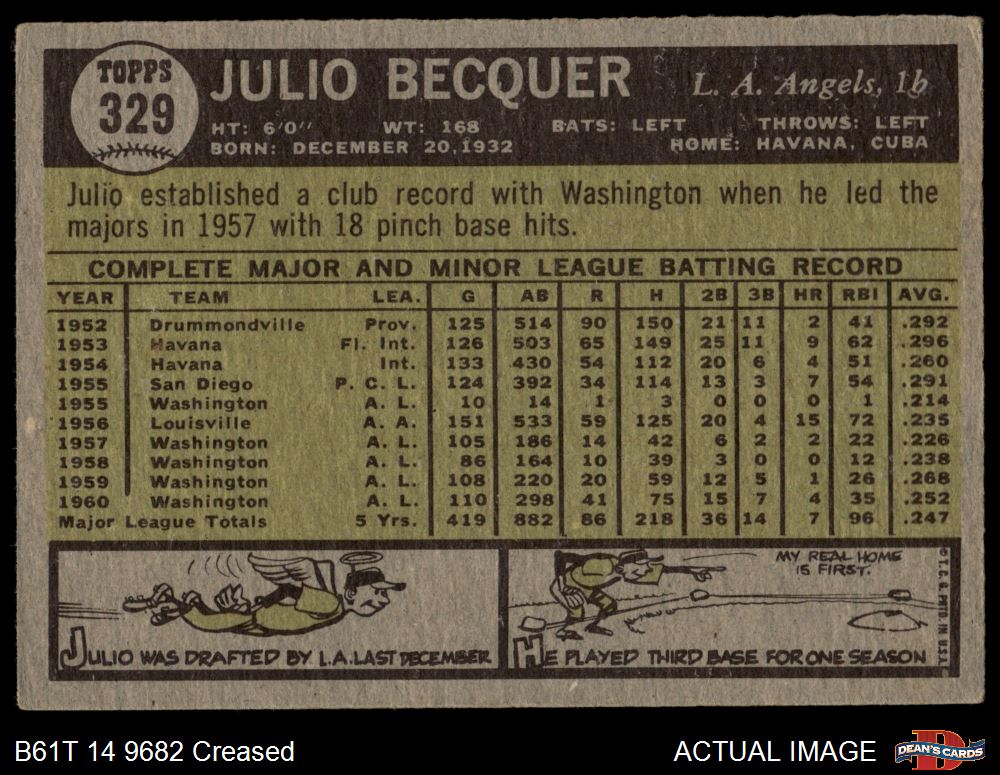 TOPPS
329
JULIO BECQUER
L. A. Angels, 1b
HT: 6'0" WT: 168 BATS: LEFT THROWS: LEFT
BORN: DECEMBER 20, 1932 HOME: HAVANA, CUBA
Julio established a club record with Washington when he led the
majors in 1957 with 18 pinch base hits.
COMPLETE MAJOR AND MINOR LEAGUE BATTING RECORD
YEAR TEAM LEA. G AB R H 2B 3B HR RBI AVG.
1952 Drummondville Prov. 125 514 90 150 21 11 2 41 .292
1953 Havana Fl. Int. 126 503 65 149 25 11 9 62 .296
1954 Havana Int. 133 430 54 112 20 6 4 51 .260
1955 San Diego P. C. L. 124 392 34 114 13 3 7 54 .291
1955 Washington A. L. 10 14 1 3 0 0 0 1 .214
1956 Louisville A. A. 151 533 59 125 20 4 15 72 .235
1957 Washington A. L. 105 186 14 42 6 2 2 22 .226
1958 Washington A. L. 86 164 10 39 3 0 0 12 .238
1959 Washington A. L. 108 220 20 59 12 5 1 26 .268
1960 Washington A. L. 110 298 41 75 15 7 4 35 .252
Major League Totals 5 Yrs. 419 882 86 218 36 14 7 96 .247
JULIO WAS DRAFTED BY L.A. LAST DECEMBER
MY REAL HOME
IS FIRST.
HE PLAYED THIRD BASE FOR ONE SEASON
© T. C. G. PRTD. IN U.S.A.
B61T 14 9682 Creased
ACTUAL IMAGE
DEAN'S CARDS